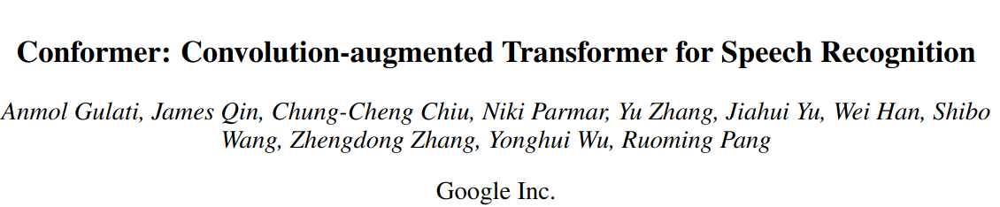 Conformer: Convolution-augmented Transformer for Speech Recognition
Anmol Gulati, James Qin, Chung-Cheng Chiu, Niki Parmar, Yu Zhang, Jiahui Yu, Wei Han, Shibo
Wang, Zhengdong Zhang, Yonghui Wu, Ruoming Pang
Google Inc.